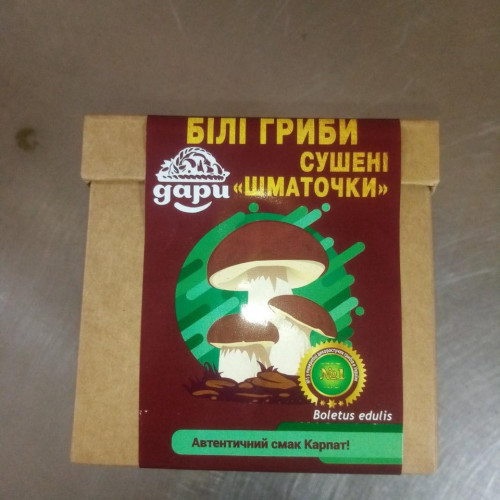 БІЛІ ГРИБИ
СУШЕНІ
дари
«ШМАТОЧКИ»
Boletus edulis
Автентичний смак Карпат!